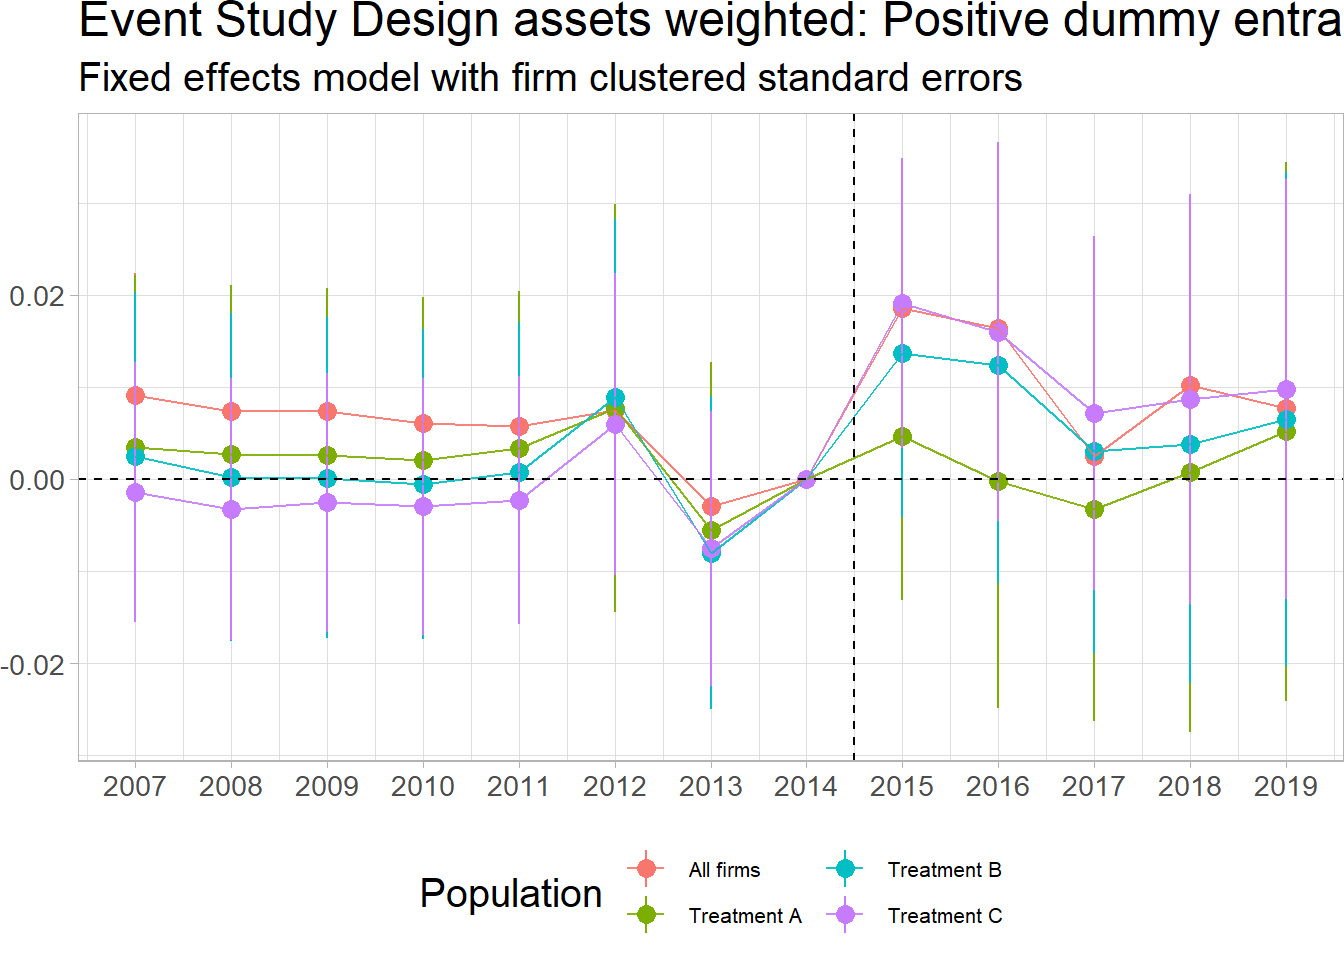 Event Study Design assets weighted: Positive dummy entra
Fixed effects model with firm clustered standard errors
0.02
0.00
-0.02
2007 2008 2009 2010 2011 2012 2013 2014 2015 2016 2017 2018 2019
Population
All firms
Treatment B
Treatment A
Treatment C